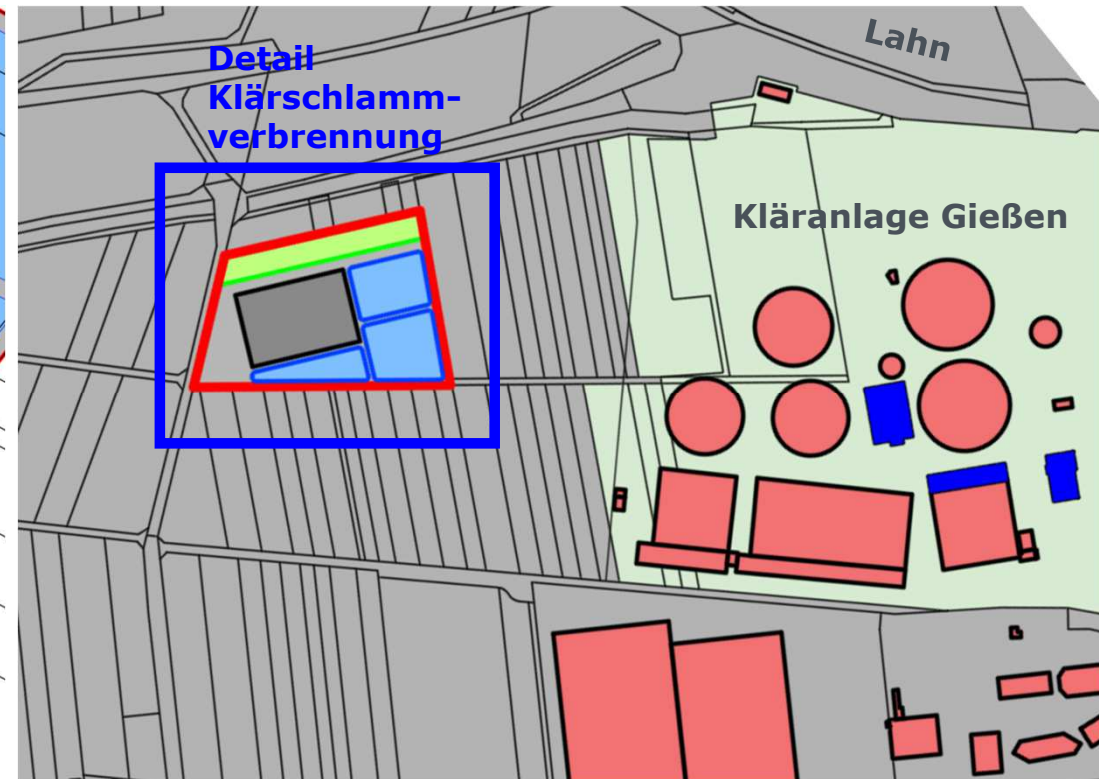 Lahn
Detail
Klärschlamm-
verbrennung
Kläranlage Gießen